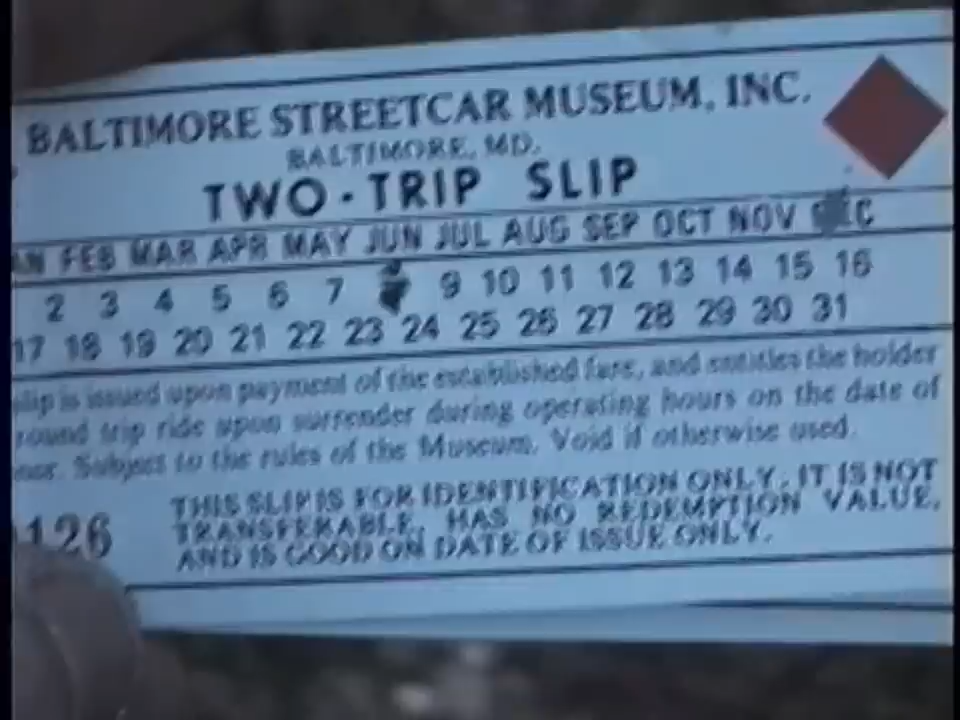 BALTIMORE STREETCAR MUSEUM, INC.
BALTIMORE, MD.
TWO-TRIP SLIP
AN FEB MAR APR MAY JUN JUL AUG SEP OCT NOV
2 3 4 5 6 7 9 10 11 12 13 14 15 16
17 18 19 20 21 22 23 24 25 26 27 28 29 30 31
slip is issued upon payment of the established fare, and entitles the holder
round trip ride upon surrender during operating hours on the date of
Subject to the rules of the Museum. Void if otherwise used.
126
THIS SLIP IS FOR IDENTIFICATION ONLY, IT IS NOT
TRANSFERABLE, HAS NO REDEMPTION VALUE,
AND IS GOOD ON DATE OF ISSUE ONLY.